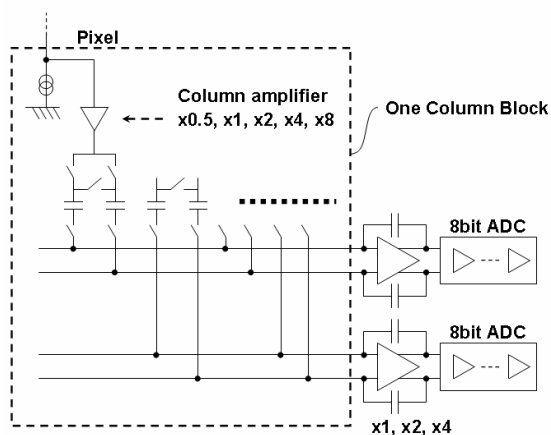 Pixel
Column amplifier
x0.5, x1, x2, x4, x8
One Column Block
8bit ADC
8bit ADC
x1, x2, x4